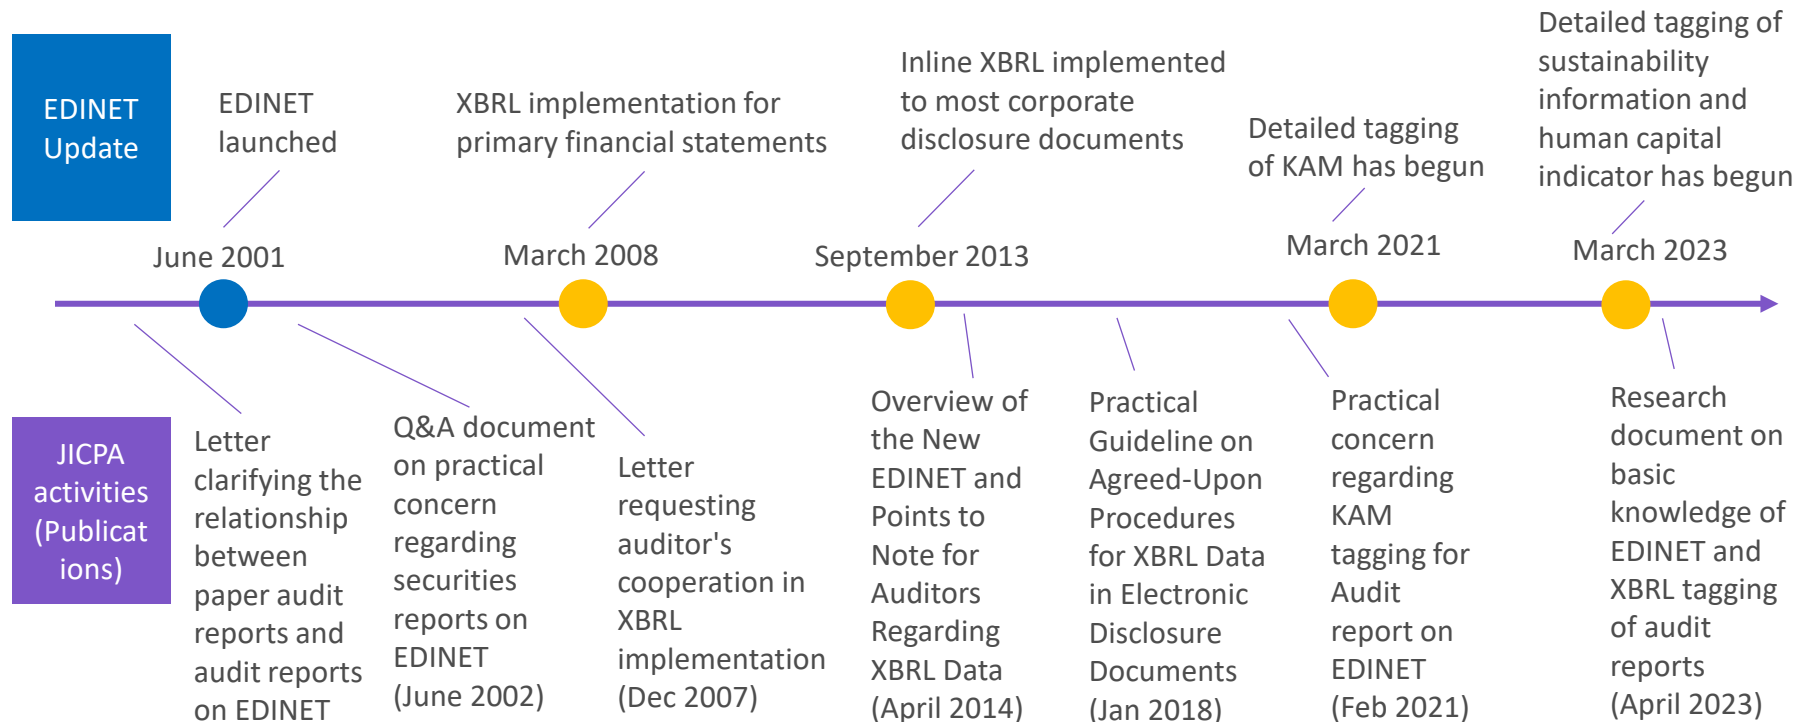 EDINET
Update
EDINET
launched
XBRL implementation for
primary financial statements
Inline XBRL implemented
to most corporate
disclosure documents
Detailed tagging
of KAM has begun
Detailed tagging of
sustainability
information and
human capital
indicator has begun
June 2001
March 2008
September 2013
March 2021
March 2023
JICPA
activities
(Publicat
ions)
Letter
clarifying the
relationship
between
paper audit
reports and
audit reports
on EDINET
Q&A document
on practical
concern
regarding
securities
reports on
EDINET
(June 2002)
Letter
requesting
auditor's
cooperation in
XBRL
implementation
(Dec 2007)
Overview of
the New
EDINET and
Points to
Note for
Auditors
Regarding
XBRL Data
(April 2014)
Practical
Guideline on
Agreed-Upon
Procedures
for XBRL Data
in Electronic
Disclosure
Documents
(Jan 2018)
Practical
concern
regarding
KAM
tagging for
Audit
report on
EDINET
(Feb 2021)
Research
document on
basic
knowledge of
EDINET and
XBRL tagging
of audit
reports
(April 2023)